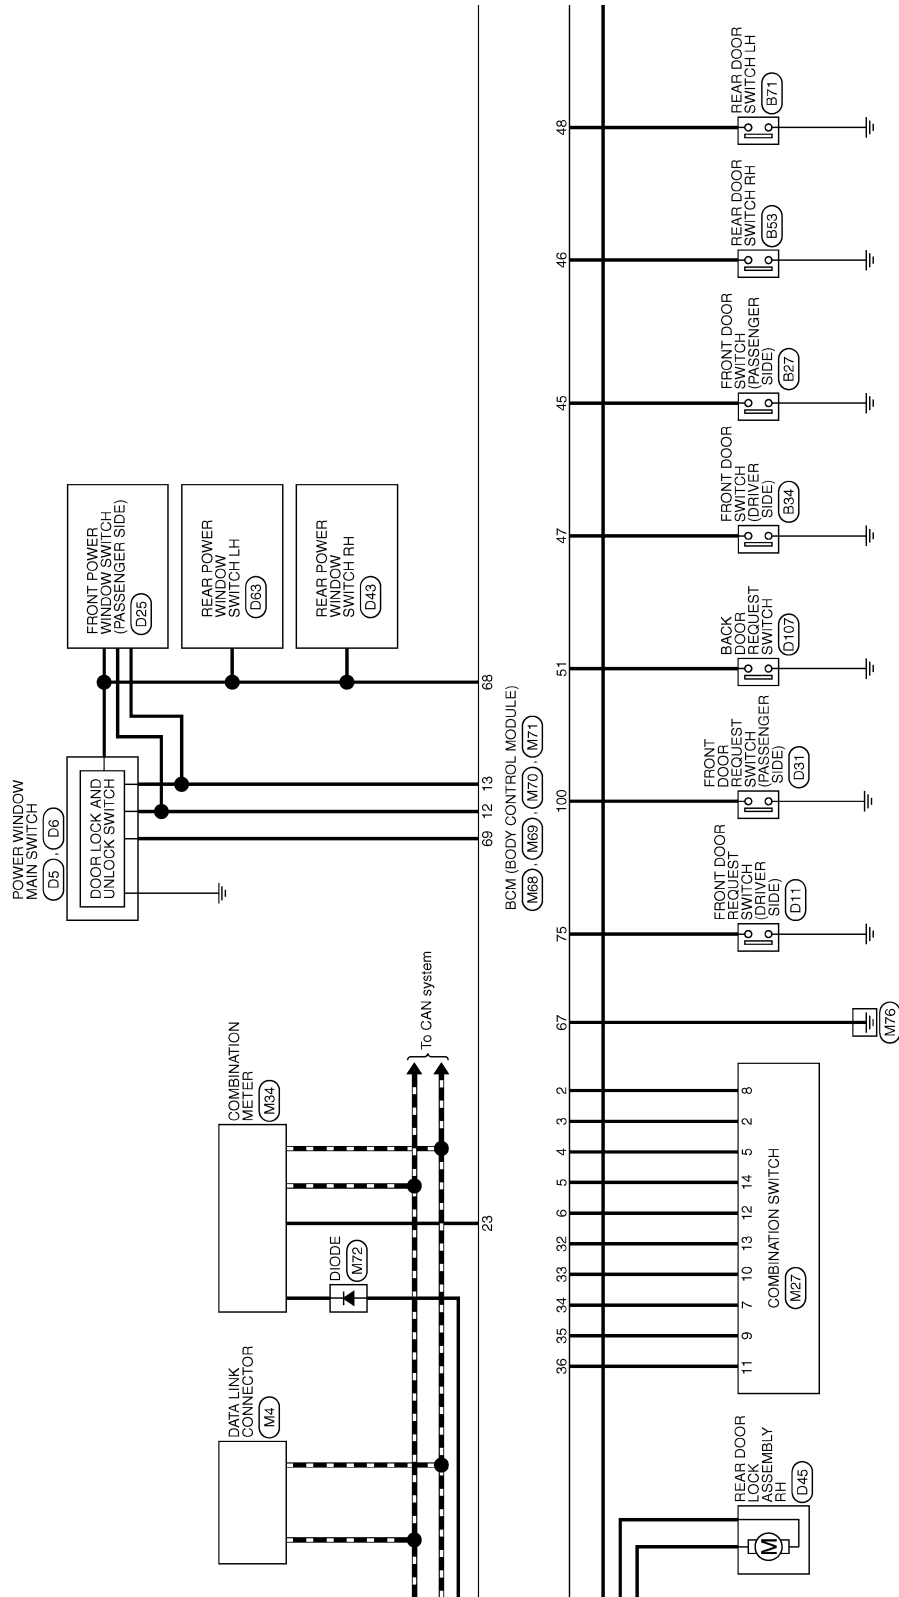 POWER WINDOW
MAIN SWITCH
D5 , D6
DOOR LOCK AND
UNLOCK SWITCH
FRONT POWER
WINDOW SWITCH
(PASSENGER SIDE)
D25
REAR POWER
WINDOW
SWITCH LH
D63
REAR POWER
WINDOW
SWITCH RH
D43
DATA LINK
CONNECTOR
M4
COMBINATION
METER
M34
DIODE
M72
To CAN system
23 69 12 13 68
BCM (BODY CONTROL MODULE)
M68 , M69 , M70 , M71
36 35 34 33 32 6 5 4 3 2 67 75 100 51 47 45 46 48
11 9 7 10 13 12 14 5 2 8
COMBINATION SWITCH
M27
REAR DOOR
LOCK
ASSEMBLY
RH
D45
M
M76
FRONT DOOR
REQUEST
SWITCH
(DRIVER
SIDE)
D11
FRONT
DOOR
REQUEST
SWITCH
(PASSENGER
SIDE)
D31
BACK
DOOR
REQUEST
SWITCH
D107
FRONT DOOR
SWITCH
(DRIVER
SIDE)
B34
FRONT DOOR
SWITCH
(PASSENGER
SIDE)
B27
REAR DOOR
SWITCH RH
B53
REAR DOOR
SWITCH LH
B71